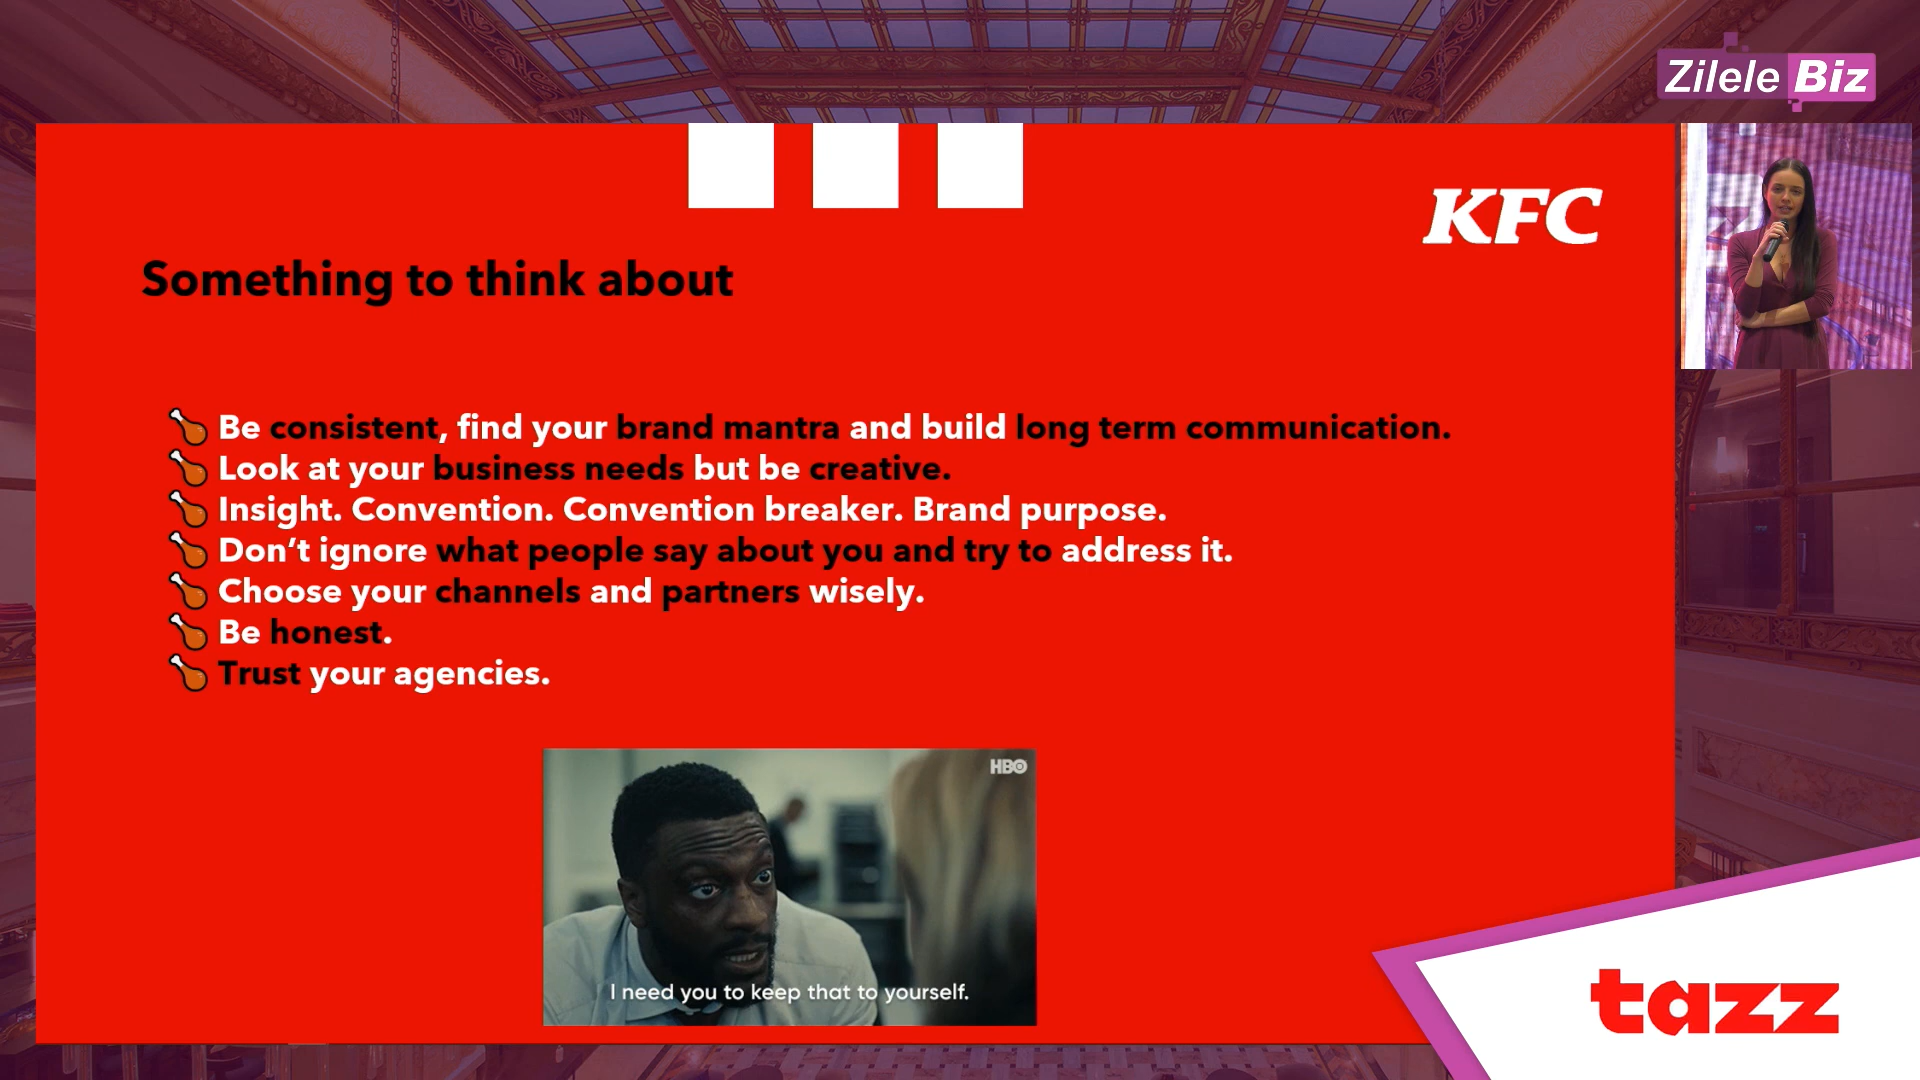 Zilele Biz
KFC
Something to think about
Be consistent, find your brand mantra and build long term communication.
Look at your business needs but be creative.
Insight. Convention. Convention breaker. Brand purpose.
Don’t ignore what people say about you and try to address it.
Choose your channels and partners wisely.
Be honest.
Trust your agencies.
HBO
I need you to keep that to yourself.
tazz